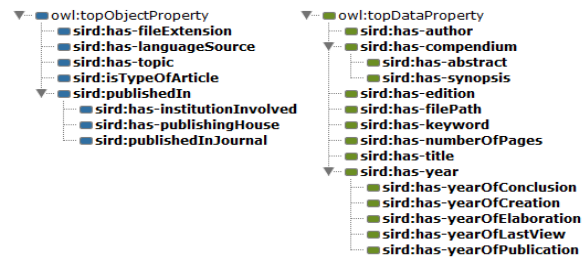 owl:topObjectProperty
sird:has-fileExtension
sird:has-languageSource
sird:has-topic
sird:isTypeOfArticle
sird:publishedIn
sird:has-institutionInvolved
sird:has-publishingHouse
sird:publishedInJournal
owl:topDataProperty
sird:has-author
sird:has-compendium
sird:has-abstract
sird:has-synopsis
sird:has-edition
sird:has-filePath
sird:has-keyword
sird:has-numberOfPages
sird:has-title
sird:has-year
sird:has-yearOfConclusion
sird:has-yearOfCreation
sird:has-yearOfElaboration
sird:has-yearOfLastView
sird:has-yearOfPublication